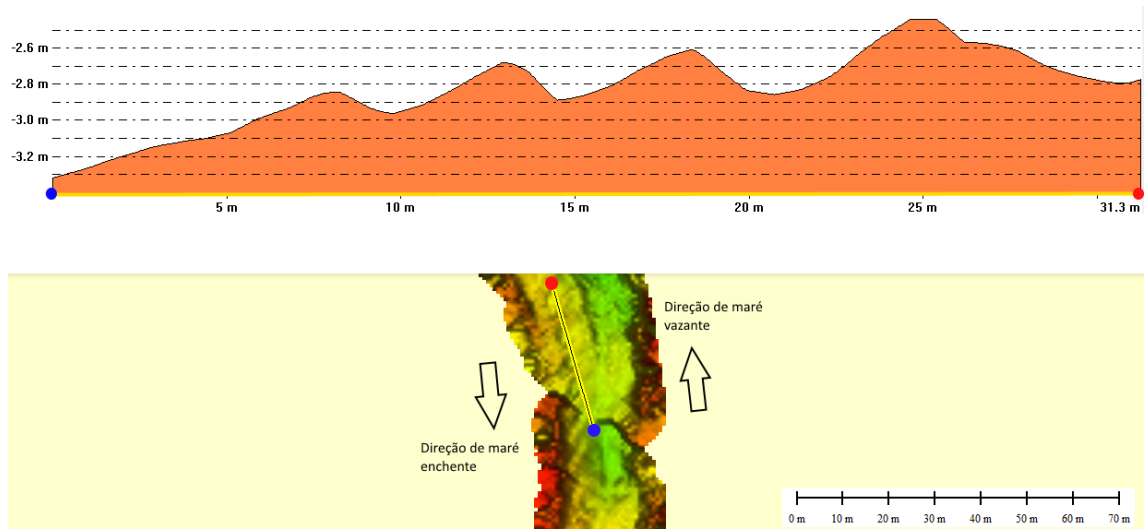 -2.6 m
-2.8 m
-3.0 m
-3.2 m
5 m 10 m 15 m 20 m 25 m 31.3 m
Direção de maré
vazante
Direção de maré
enchente
0 m 10 m 20 m 30 m 40 m 50 m 60 m 70 m